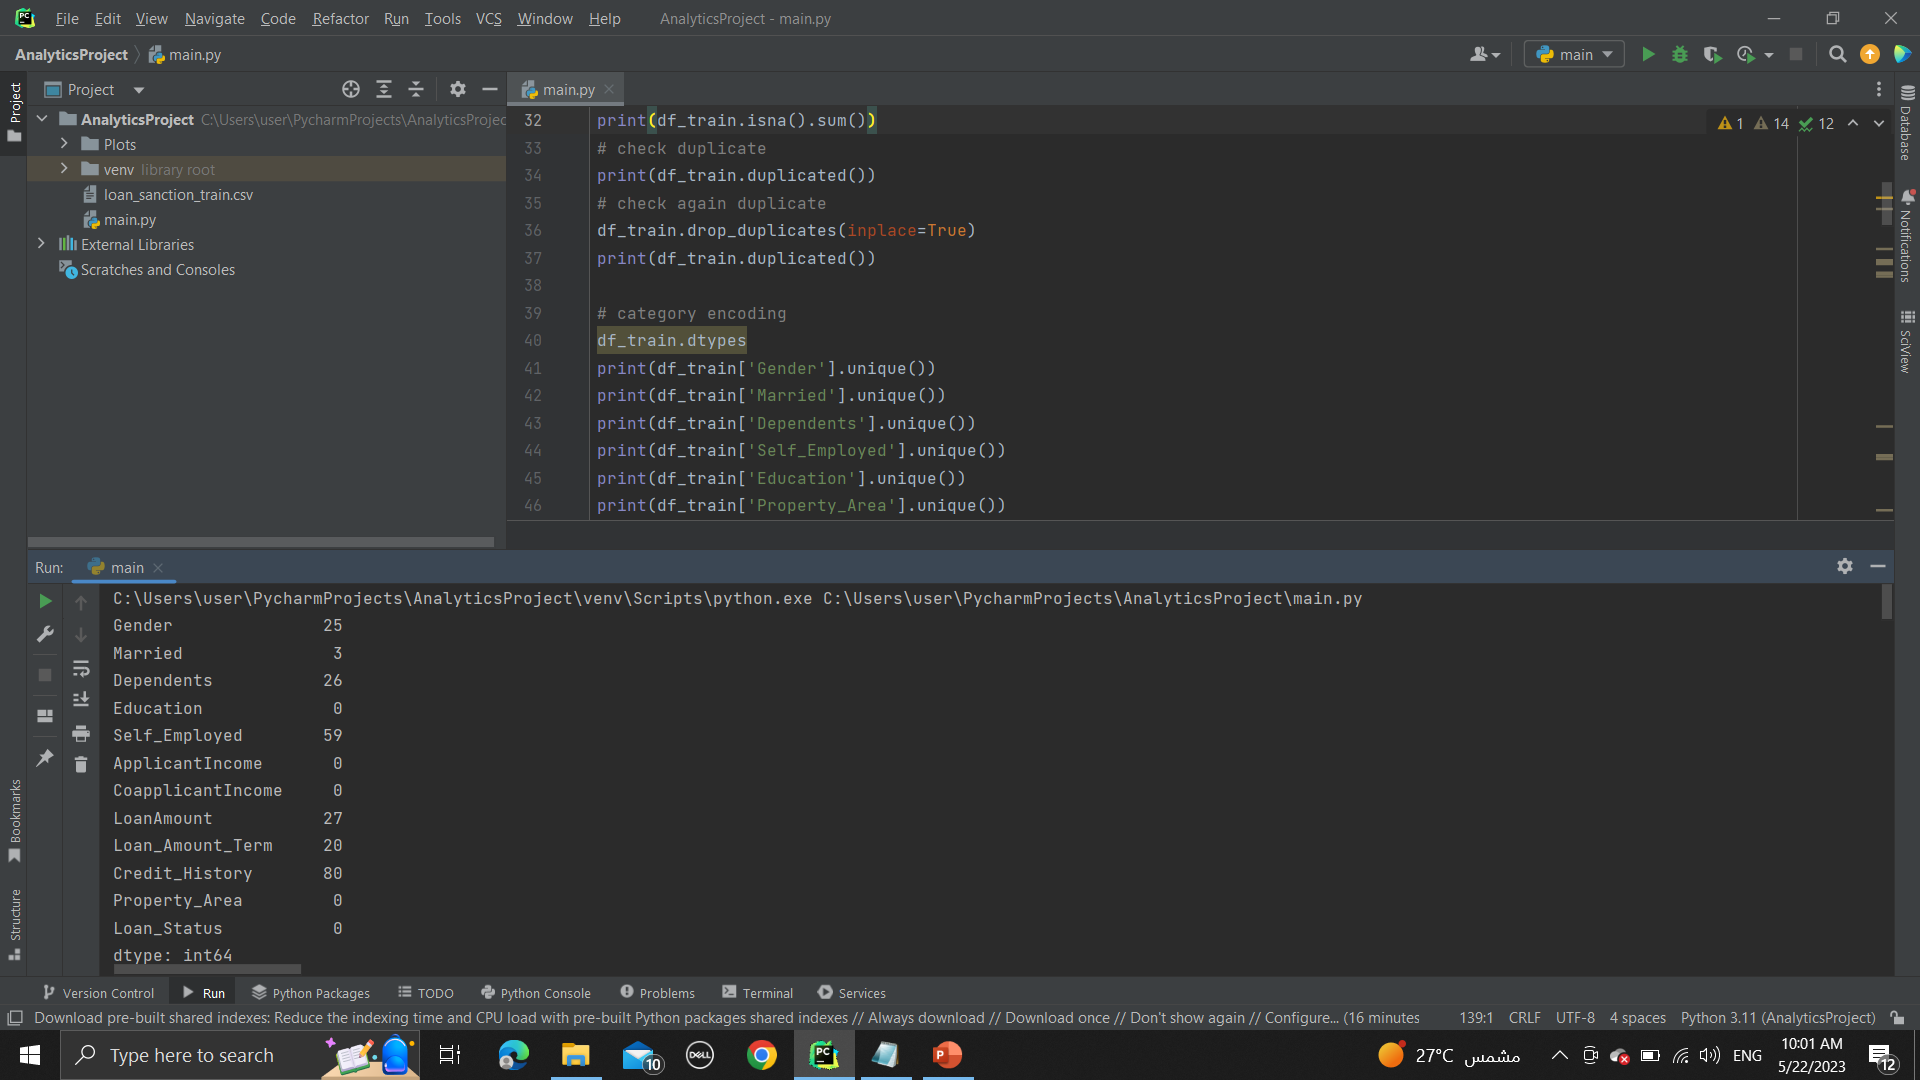 File Edit View Navigate Code Refactor Run Tools VCS Window Help AnalyticsProject - main.py
AnalyticsProject main.py main
Project main.py
AnalyticsProject C:\Users\user\PycharmProjects\AnalyticsProjec
Plots
venv library root
loan_sanction_train.csv
main.py
External Libraries
Scratches and Consoles
1 14 12
32 print(df_train.isna().sum())
33 # check duplicate
34 print(df_train.duplicated())
35 # check again duplicate
36 df_train.drop_duplicates(inplace=True)
37 print(df_train.duplicated())
38
39 # category encoding
40 df_train.dtypes
41 print(df_train['Gender'].unique())
42 print(df_train['Married'].unique())
43 print(df_train['Dependents'].unique())
44 print(df_train['Self_Employed'].unique())
45 print(df_train['Education'].unique())
46 print(df_train['Property_Area'].unique())
Project
Bookmarks
Structure
Database
Notifications
SciView
Run: main
C:\Users\user\PycharmProjects\AnalyticsProject\venv\Scripts\python.exe C:\Users\user\PycharmProjects\AnalyticsProject\main.py
Gender 25
Married 3
Dependents 26
Education 0
Self_Employed 59
ApplicantIncome 0
CoapplicantIncome 0
LoanAmount 27
Loan_Amount_Term 20
Credit_History 80
Property_Area 0
Loan_Status 0
dtype: int64
Version Control Run Python Packages TODO Python Console Problems Terminal Services
Download pre-built shared indexes: Reduce the indexing time and CPU load with pre-built Python packages shared indexes // Always download // Download once // Don't show again // Configure... (16 minutes 139:1 CRLF UTF-8 4 spaces Python 3.11 (AnalyticsProject)
Type here to search 10 DELL PC P 27°C مشمس ENG 10:01 AM
5/22/2023 12